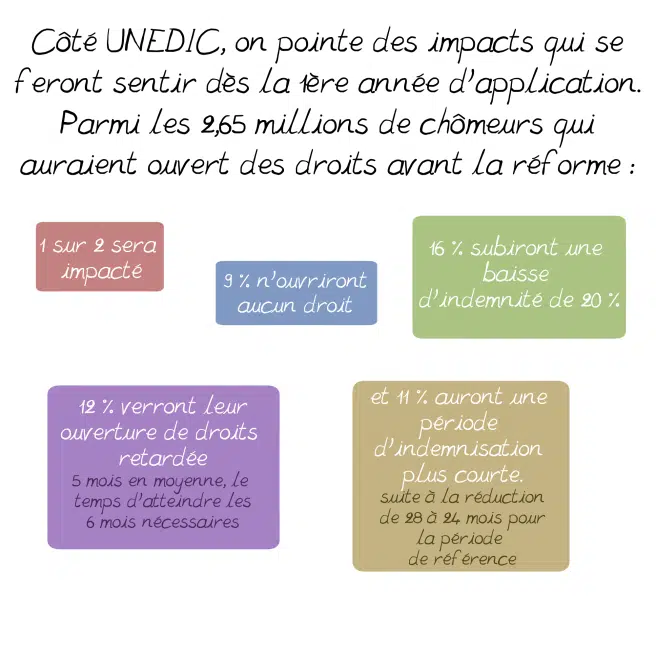 Côté UNEDIC, on pointe des impacts qui se
feront sentir dès la 1ère année d'application.
Parmi les 2,65 millions de chômeurs qui
auraient ouvert des droits avant la réforme :
1 sur 2 sera
impacté
9 % n'ouvriront
aucun droit
16 % subiront une
baisse
d'indemnité de 20 %
12 % verront leur
ouverture de droits
retardée
5 mois en moyenne, le
temps d'atteindre les
6 mois nécessaires
et 11 % auront une
période
d'indemnisation
plus courte.
suite à la réduction
de 28 à 24 mois pour
la période
de référence